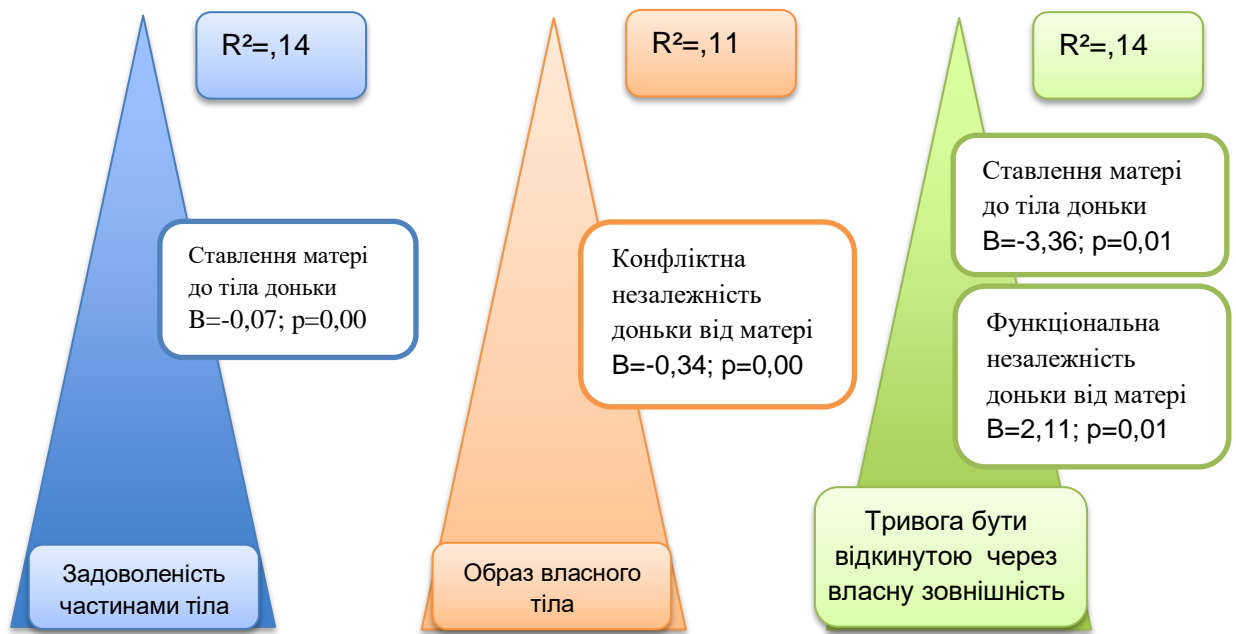 R²=,14
Ставлення матері
до тіла доньки
B=-0,07; p=0,00
Задоволеність
частинами тіла
R²=,11
Конфліктна
незалежність
доньки від матері
B=-0,34; p=0,00
Образ власного
тіла
R²=,14
Ставлення матері
до тіла доньки
B=-3,36; p=0,01
Функціональна
незалежність
доньки від матері
B=2,11; p=0,01
Тривога бути
відкинутою через
власну зовнішність